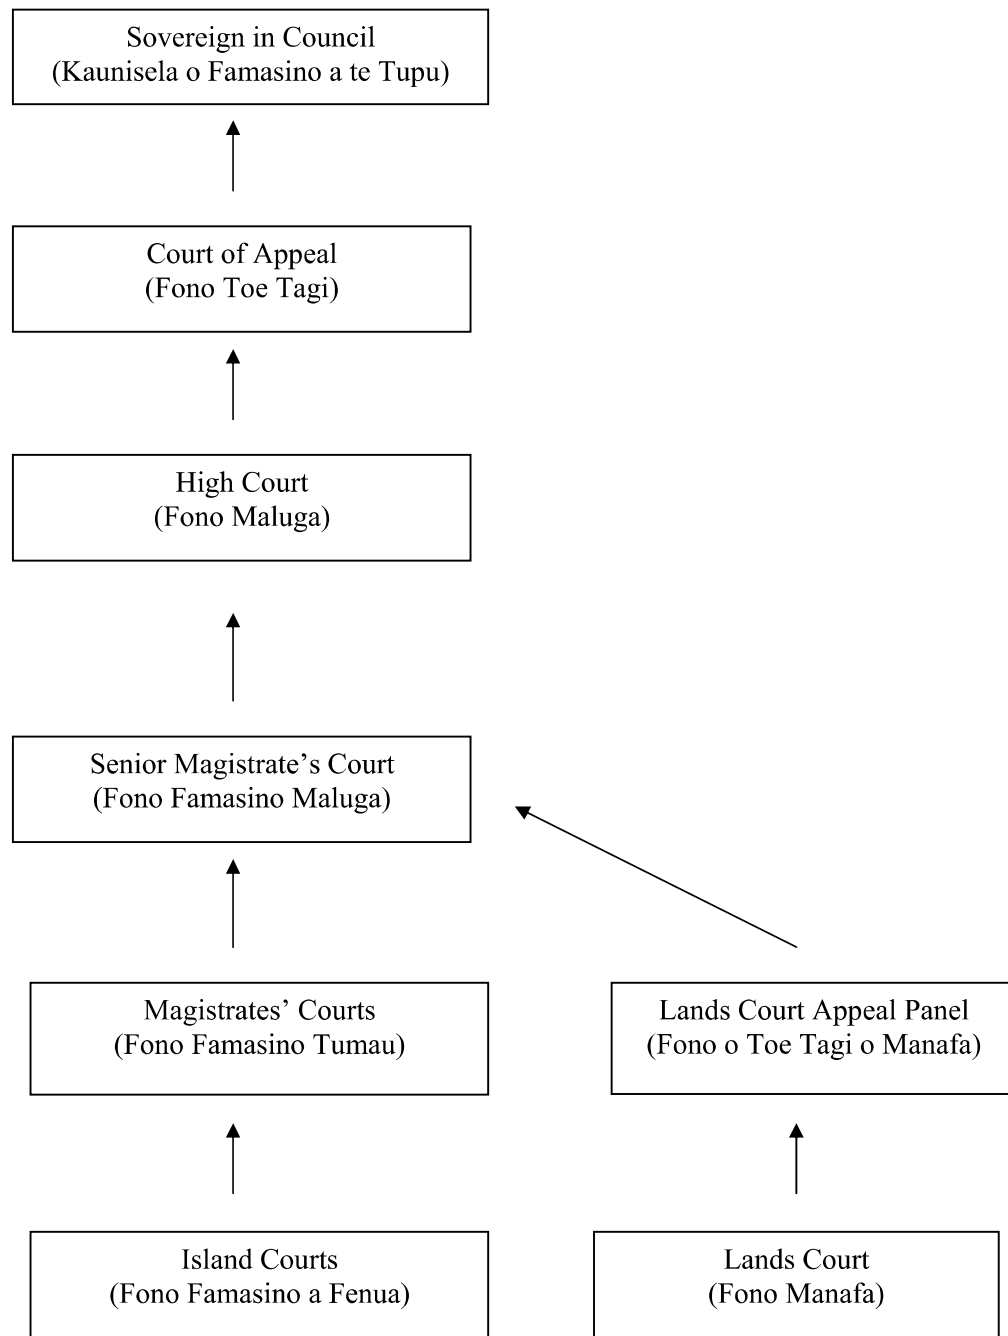 Sovereign in Council
(Kaunisela o Famasino a te Tupu)
Court of Appeal
(Fono Toe Tagi)
High Court
(Fono Maluga)
Senior Magistrate’s Court
(Fono Famasino Maluga)
Magistrates’ Courts
(Fono Famasino Tumau)
Lands Court Appeal Panel
(Fono o Toe Tagi o Manafa)
Island Courts
(Fono Famasino a Fenua)
Lands Court
(Fono Manafa)